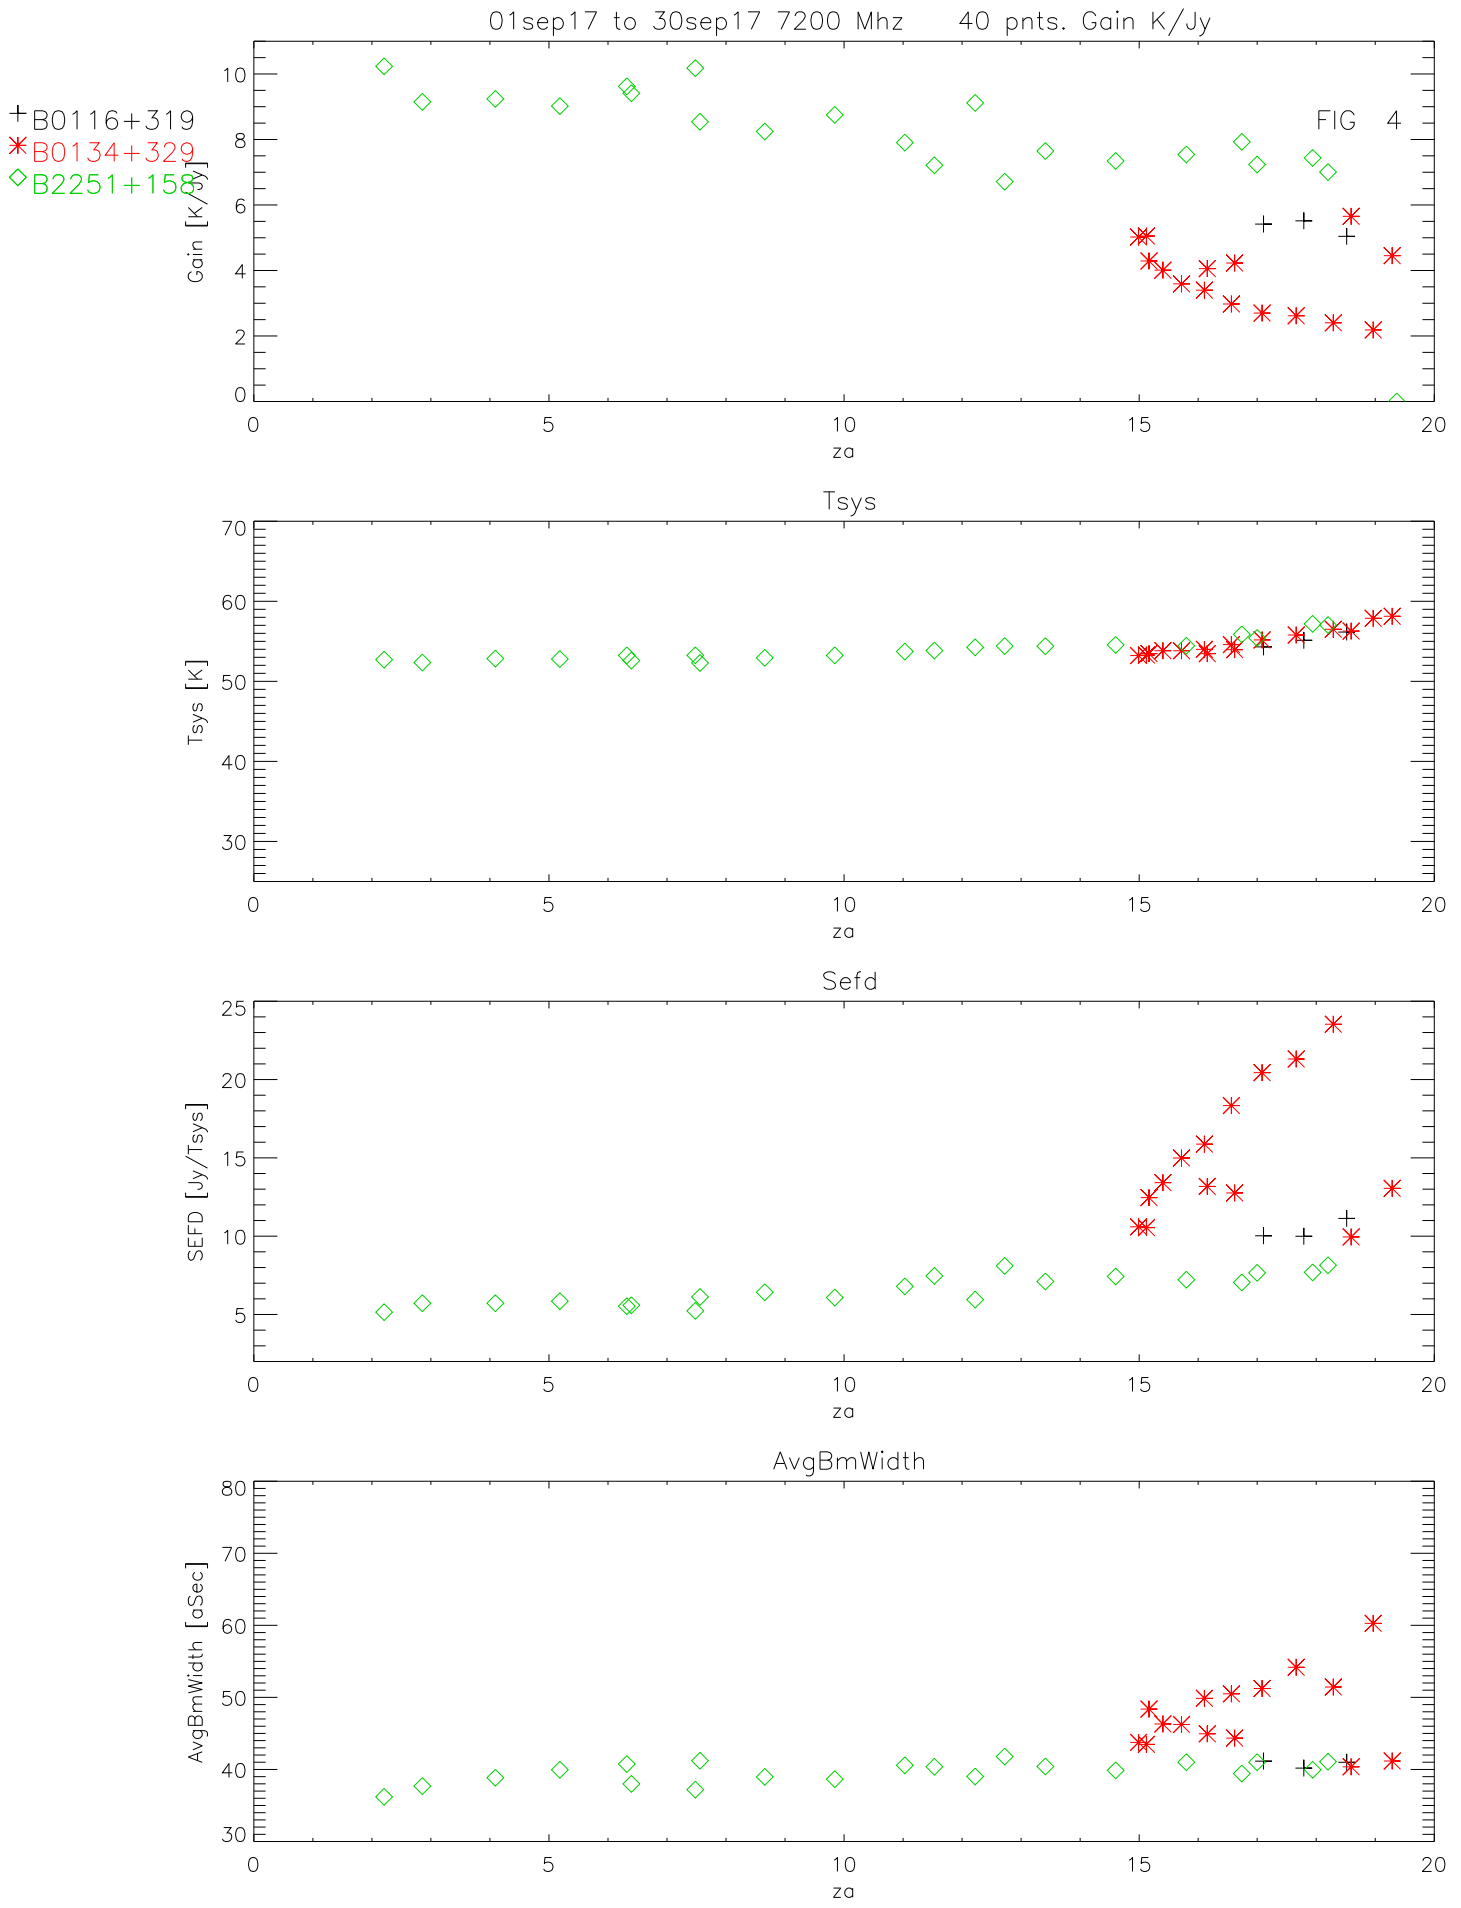 01sep17 to 30sep17 7200 Mhz 40 pnts. Gain K/Jy
B0116+319
B0134+329
B2251+158
FIG 4
Gain [K/Jy]
10
8
6
4
2
0
0 5 10 15 20
za
Tsys
Tsys [K]
70
60
50
40
30
0 5 10 15 20
za
Sefd
SEFD [Jy/Tsys]
25
20
15
10
5
0 5 10 15 20
za
AvgBmWidth
AvgBmWidth [aSec]
80
70
60
50
40
30
0 5 10 15 20
za